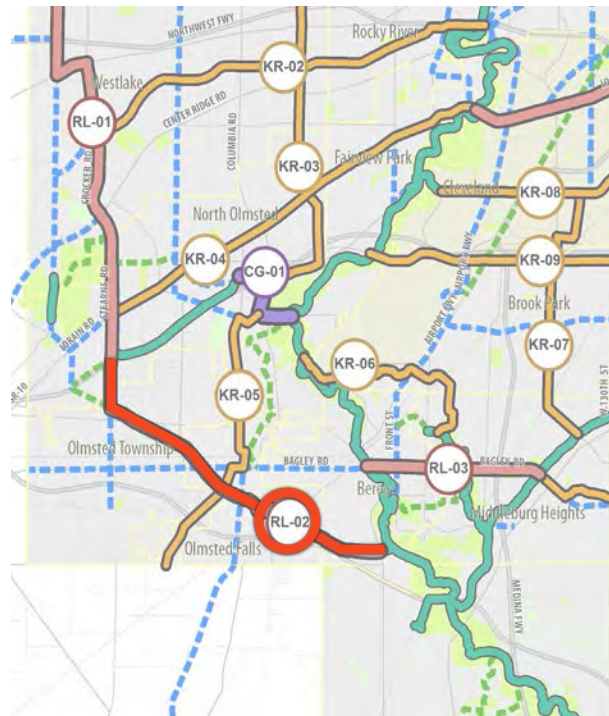 NORTHWEST FWY
Rocky River
KR-02
Westlake
RL-01
CENTER RIDGE RD
COLUMBIA RD
KR-03
Fairview Park
CROCKER RD
Cleveland
KR-08
North Olmsted
KR-04
CG-01
KR-09
STEARNS RD
AIRPORT FWY
AIRPORT FWY
Brook Park
LORAIN RD
KR-07
KR-06
KR-05
W. 130TH ST
FRONT ST
Olmsted Township
BAGLEY RD
RL-03
BAGLEY RD
Berea
RL-02
Middleburg Heights
Olmsted Falls
MEDINA FWY